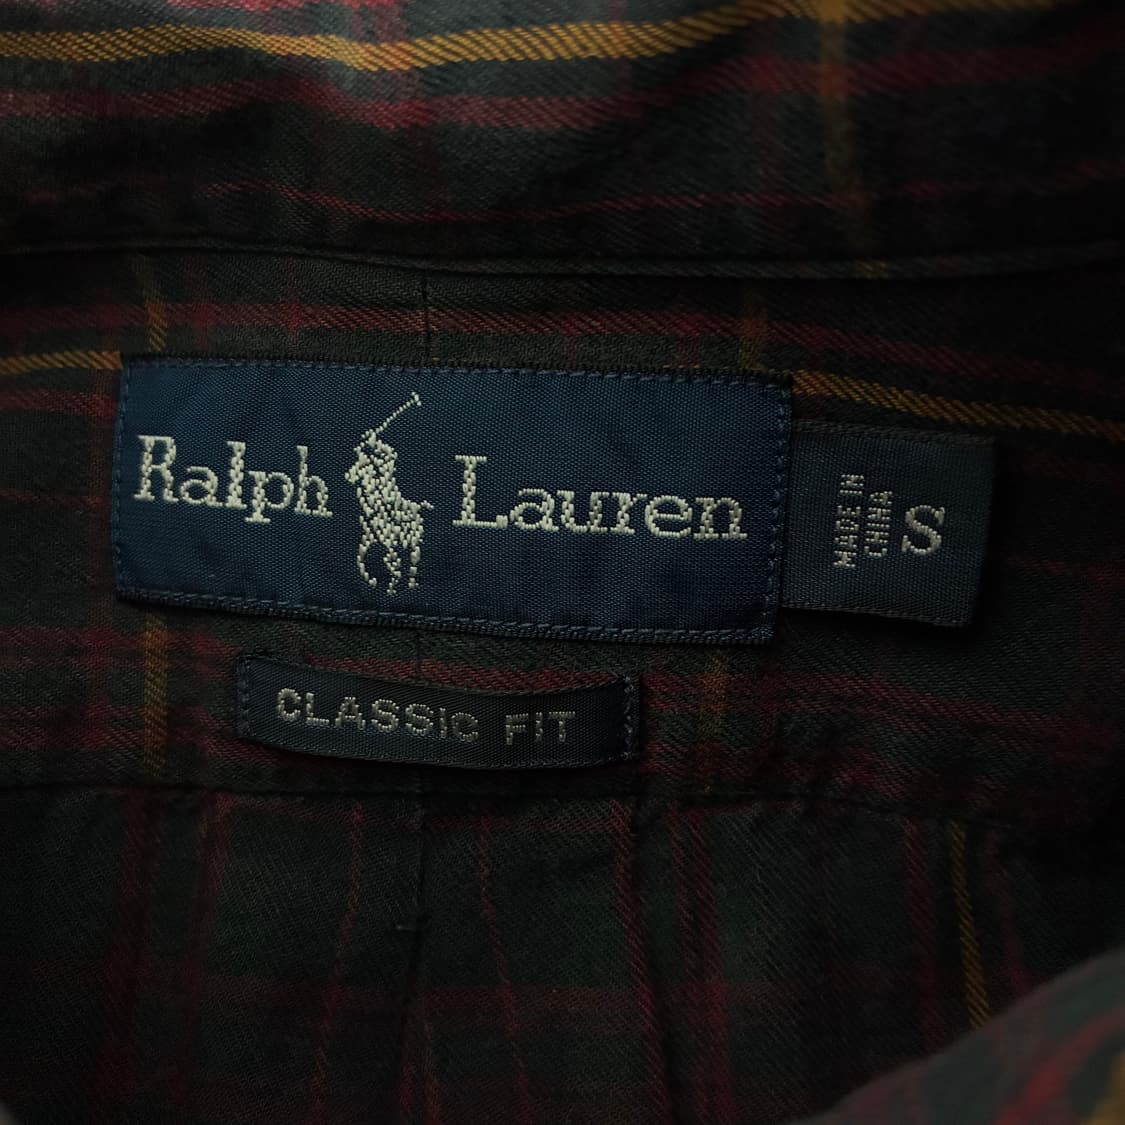 Ralph Lauren
MADE IN
CHINA
S
CLASSIC FIT